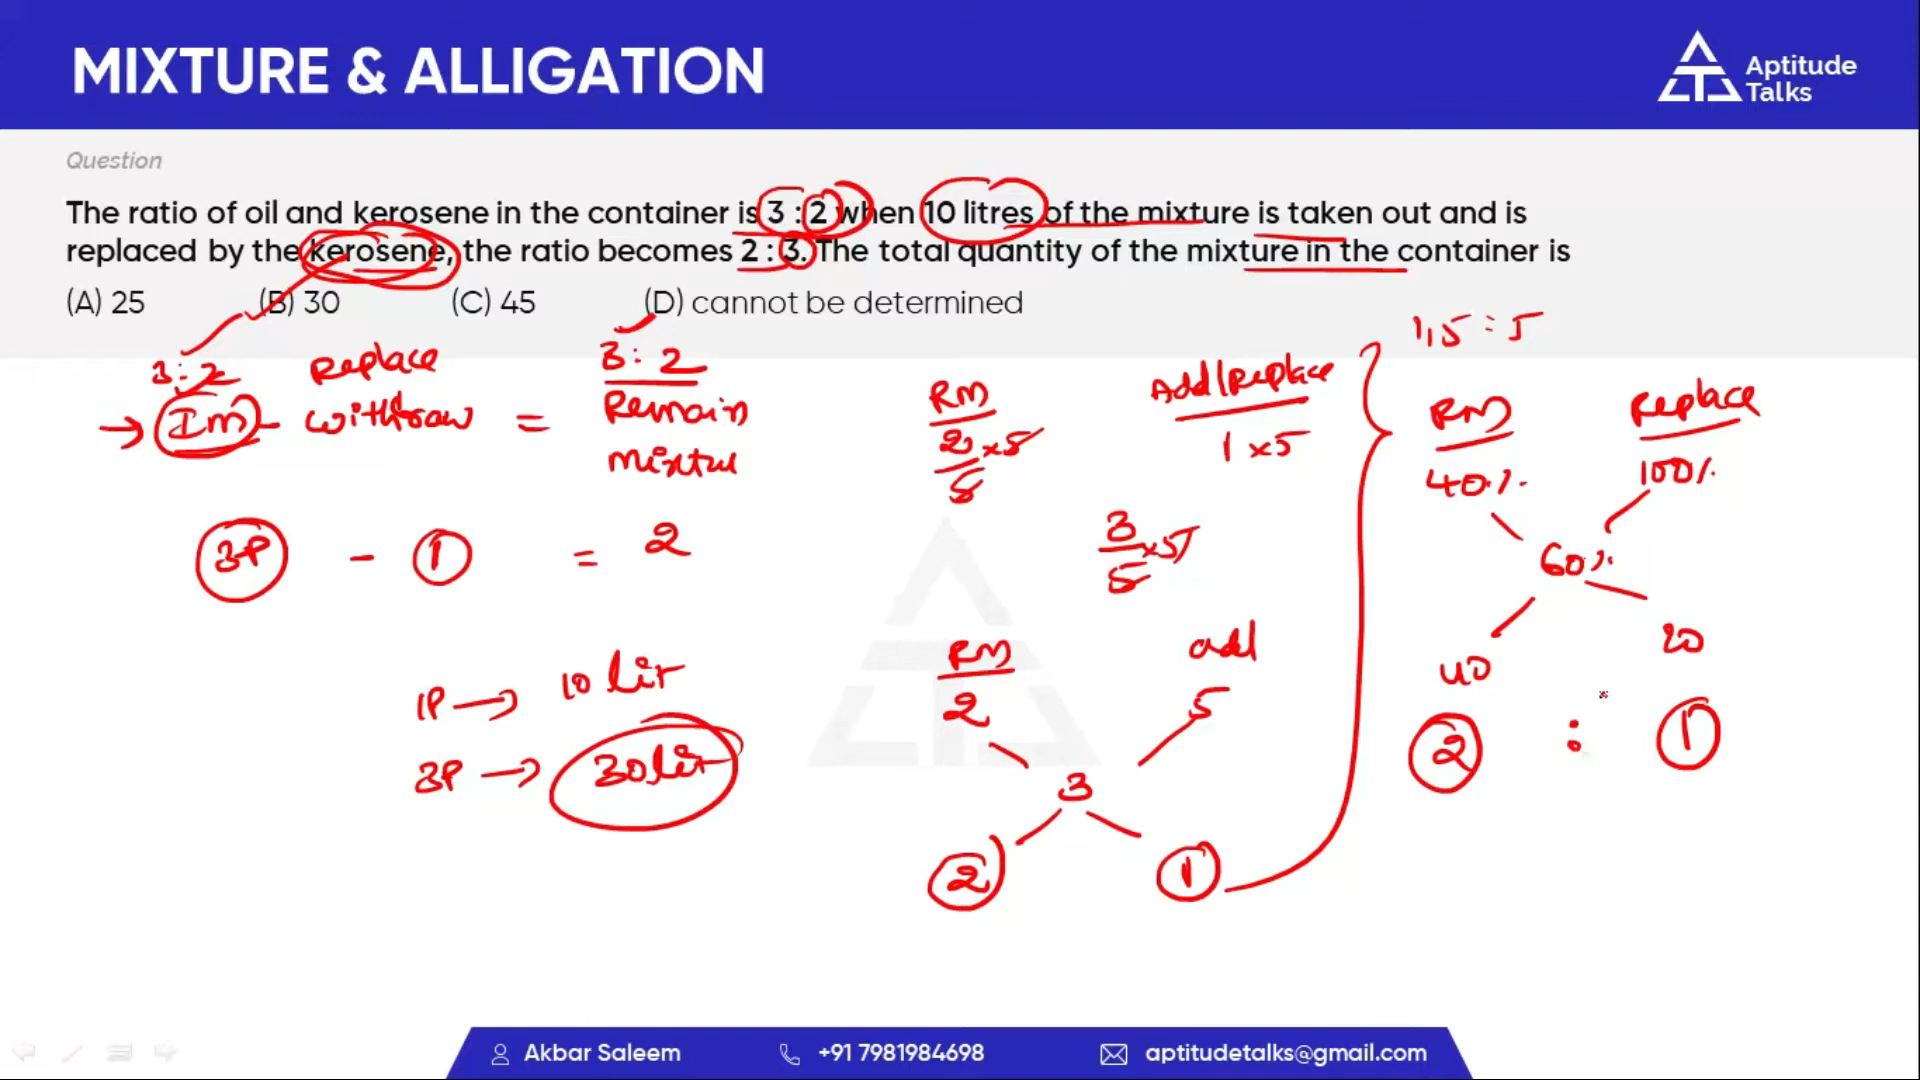 MIXTURE & ALLIGATION
Aptitude
Talks
Question
The ratio of oil and kerosene in the container is 3 : 2 when 10 litres of the mixture is taken out and is
replaced by the kerosene, the ratio becomes 2 : 3. The total quantity of the mixture in the container is
(A) 25 (B) 30 (C) 45 (D) cannot be determined
3:2 Replace 3:2
Im - withdraw = Remain
mixture
3P - 1 = 2
1P → 10 lit
3P → 30 lit
RM Add/Replace
2/5 x5 1 x5
3/5 x5
RM add
2 5
3
2 1
1,5 : 5
RM Replace
40% 100%
60%
40 20
2 : 1
Akbar Saleem +91 7981984698 aptitudetalks@gmail.com